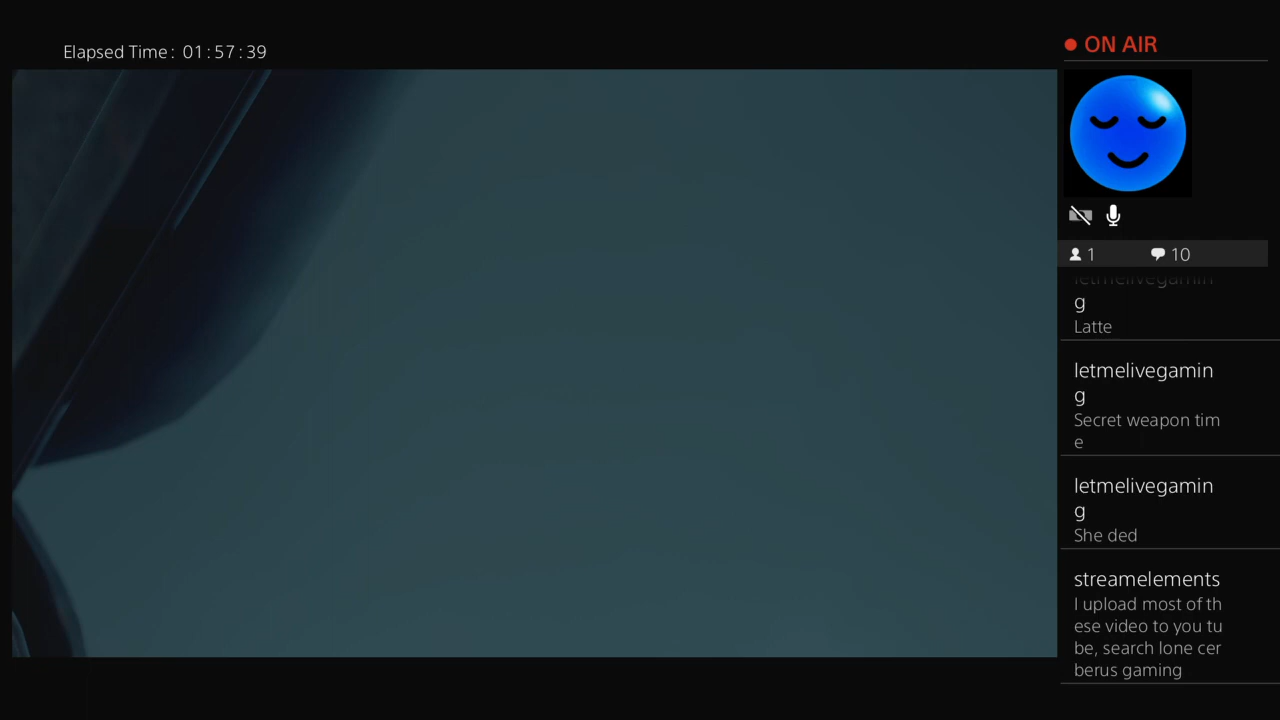 Elapsed Time: 01:57:39
ON AIR
1 10
letmelivegamin
g
Latte
letmelivegamin
g
Secret weapon tim
e
letmelivegamin
g
She ded
streamelements
I upload most of th
ese video to you tu
be, search lone cer
berus gaming